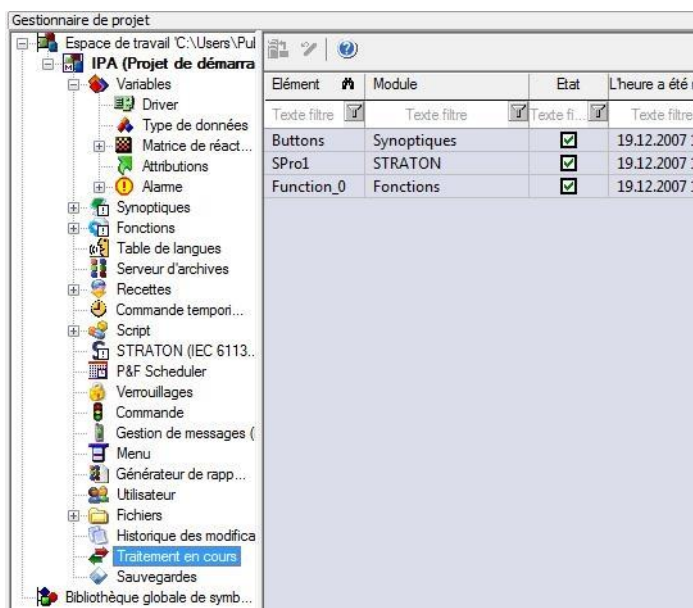 Gestionnaire de projet
Espace de travail 'C:\Users\Pul
IPA (Projet de démarra
Variables
Driver
Type de données
Matrice de réact...
Attributions
Alarme
Synoptiques
Fonctions
Table de langues
Serveur d'archives
Recettes
Commande tempori...
Script
STRATON (IEC 6113..
P&F Scheduler
Verrouillages
Commande
Gestion de messages (
Menu
Générateur de rapp...
Utilisateur
Fichiers
Historique des modifica
Traitement en cours
Sauvegardes
Bibliothèque globale de symb...
Elément Module Etat L'heure a été
Texte filtre Texte filtre Texte fi... Texte filtre
Buttons Synoptiques 19.12.2007 1
SPro1 STRATON 19.12.2007 1
Function_0 Fonctions 19.12.2007 1